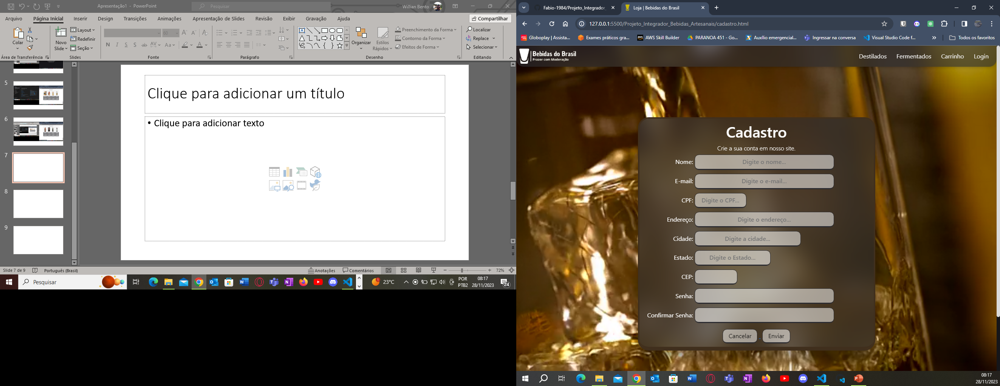 Apresentação1 - PowerPoint
Pesquisar
Willian Bento
Arquivo
Página Inicial
Inserir
Design
Transições
Animações
Apresentação de Slides
Revisão
Exibir
Gravação
Ajuda
Compartilhar
Colar
Novo
Slide
Layout
Redefinir
Seção
60
N I S S ab AV Aa
A
Organizar
Estilos
Rápidos
Preenchimento da Forma
Contorno da Forma
Efeitos de Forma
Localizar
Replace
Selecionar
Área de Transferência
Slides
Fonte
Parágrafo
Desenho
Editando
5
6
7
8
9
Clique para adicionar um título
• Clique para adicionar texto
Slide 7 de 9
Português (Brasil)
Anotações
Comentários
72%
Pesquisar
1
23°C
POR
PTB2
08:17
28/11/2023
24
Fabio-1984/Projeto_Integrador_
Loja | Bebidas do Brasil
127.0.0.1:5500/Projeto_Integrador_Bebidas_Artesanais/cadastro.html
Globoplay | Assista...
Exames práticos gra...
AWS Skill Builder
PARANOA 451 - Go...
Auxílio emergencial...
Ingressar na conversa
Visual Studio Code f...
Todos os favoritos
Bebidas do Brasil
Prazer com Moderação
Destilados
Fermentados
Carrinho
Login
Cadastro
Crie a sua conta em nosso site.
Nome: Digite o nome...
E-mail: Digite o e-mail...
CPF: Digite o CPF...
Endereço: Digite o endereço...
Cidade: Digite a cidade...
Estado: Digite o Estado...
CEP:
Senha:
Confirmar Senha:
Cancelar
Enviar
08:17
28/11/2023